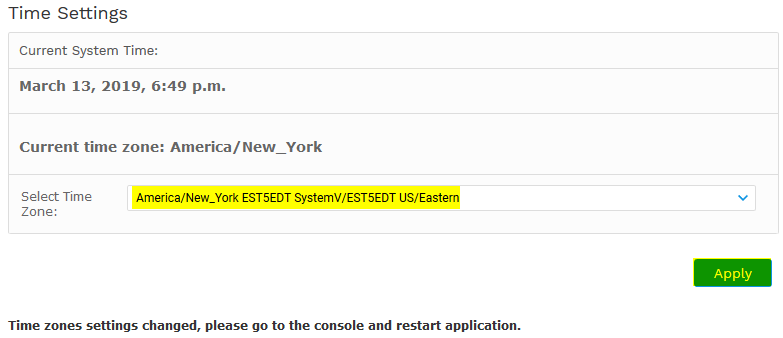 Time Settings
Current System Time:
March 13, 2019, 6:49 p.m.
Current time zone: America/New_York
Select Time
Zone:
America/New_York EST5EDT SystemV/EST5EDT US/Eastern
Apply
Time zones settings changed, please go to the console and restart application.